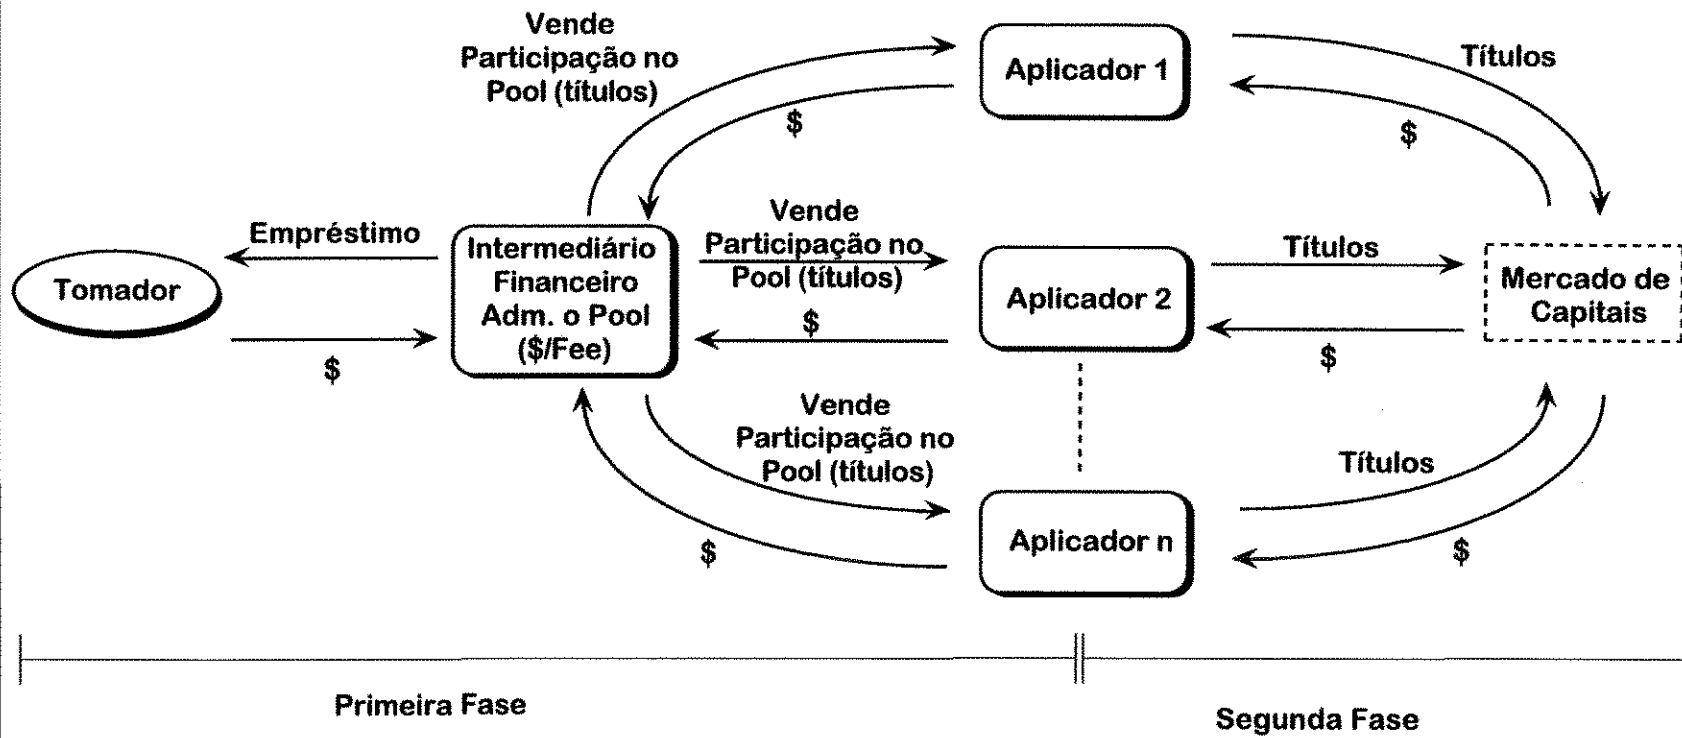 Vende
Participação no
Pool (títulos)
$
Aplicador 1
Títulos
$
Empréstimo
Tomador
$
Intermediário
Financeiro
Adm. o Pool
($/Fee)
Vende
Participação no
Pool (títulos)
$
Aplicador 2
Títulos
$
Mercado de
Capitais
Vende
Participação no
Pool (títulos)
$
Aplicador n
Títulos
$
Primeira Fase
Segunda Fase